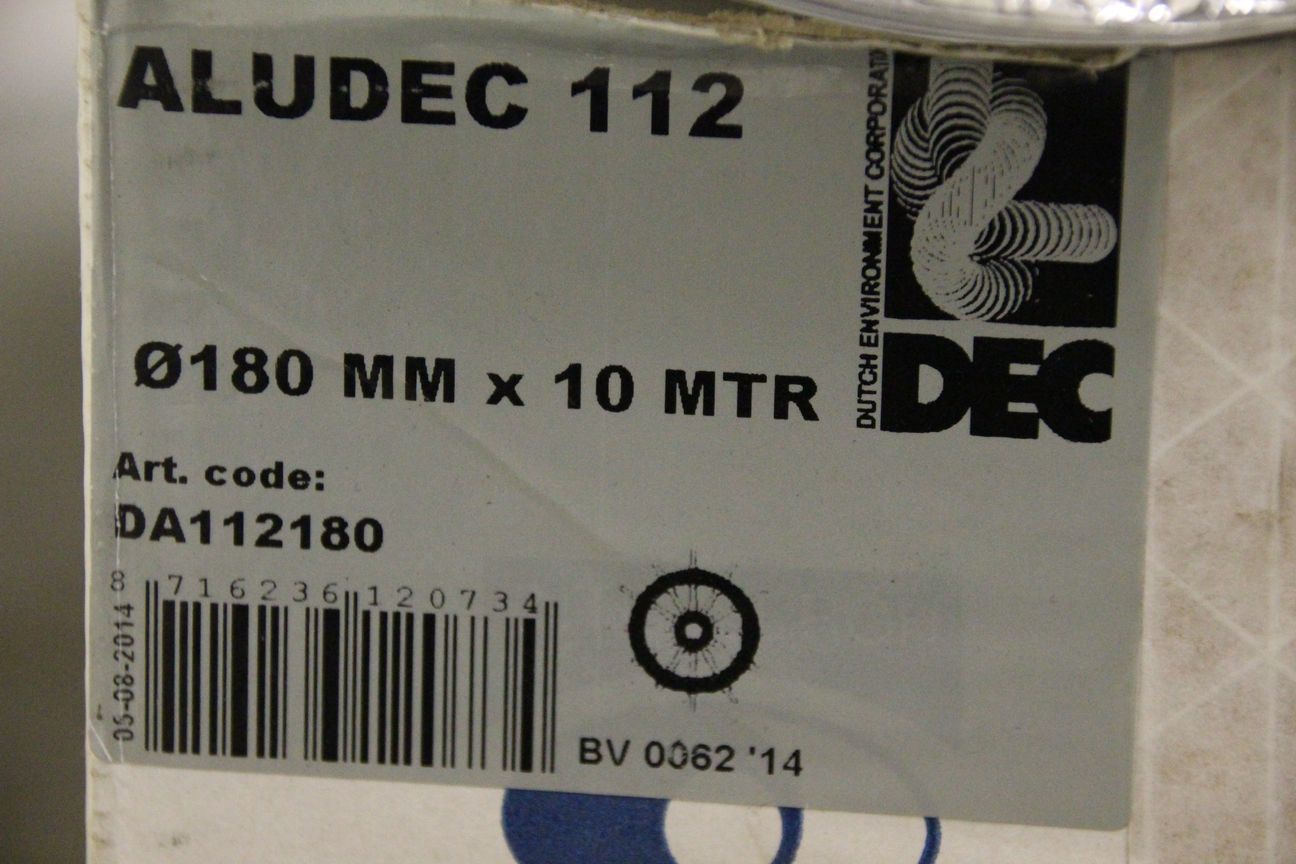 ALUDEC 112
DUTCH ENVIRONMENT
DEC
Ø180 MM x 10 MTR
Art. code:
DA112180
8 716236 120734
05-08-2014
BV 0062 '14